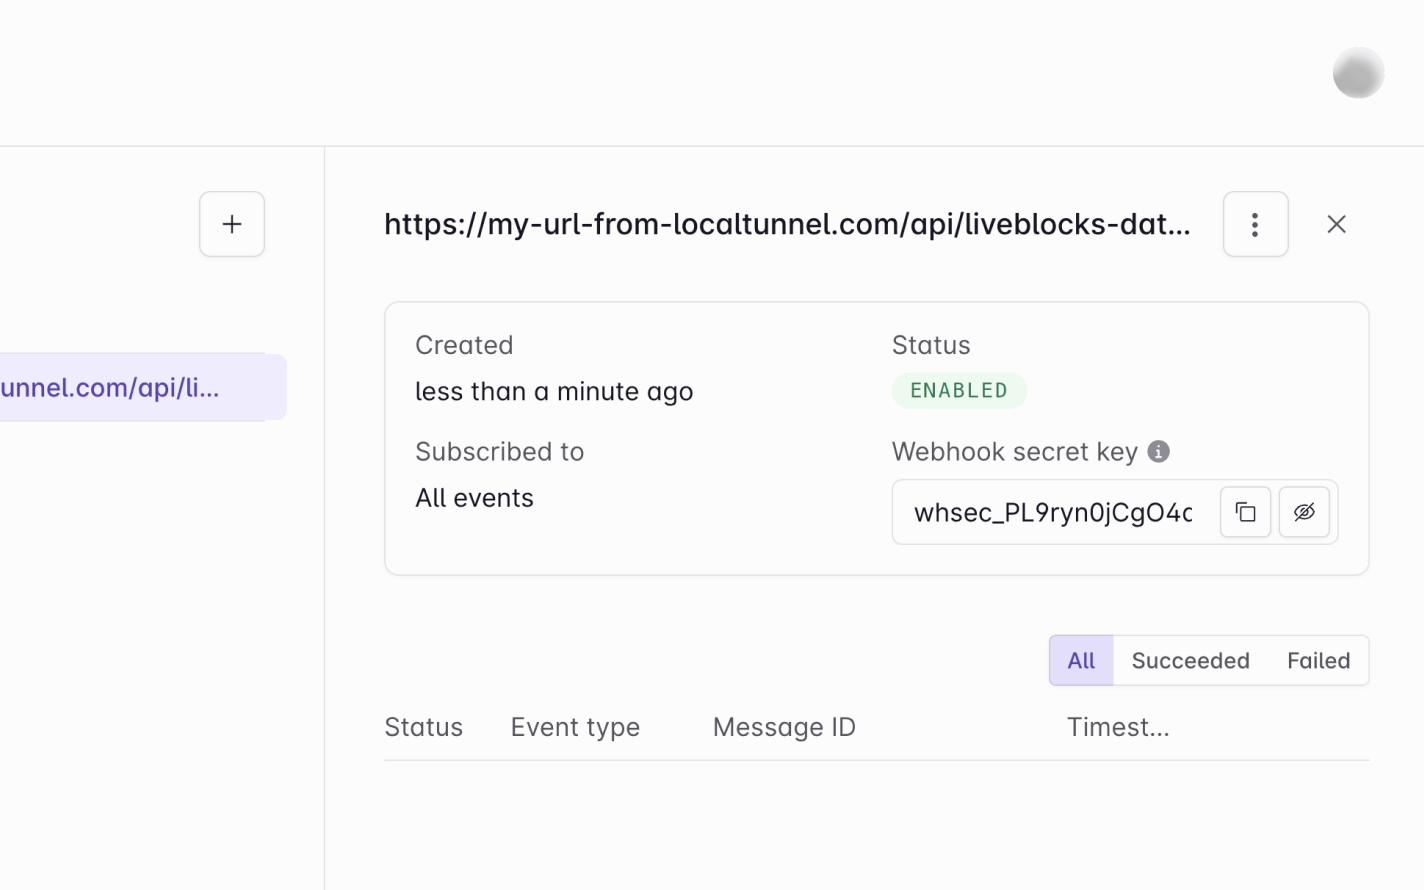 https://my-url-from-localtunnel.com/api/liveblocks-dat...
unnel.com/api/li...
Created
less than a minute ago
Status
ENABLED
Subscribed to
All events
Webhook secret key
whsec_PL9ryn0jCgO4c
All
Succeeded
Failed
Status
Event type
Message ID
Timest...